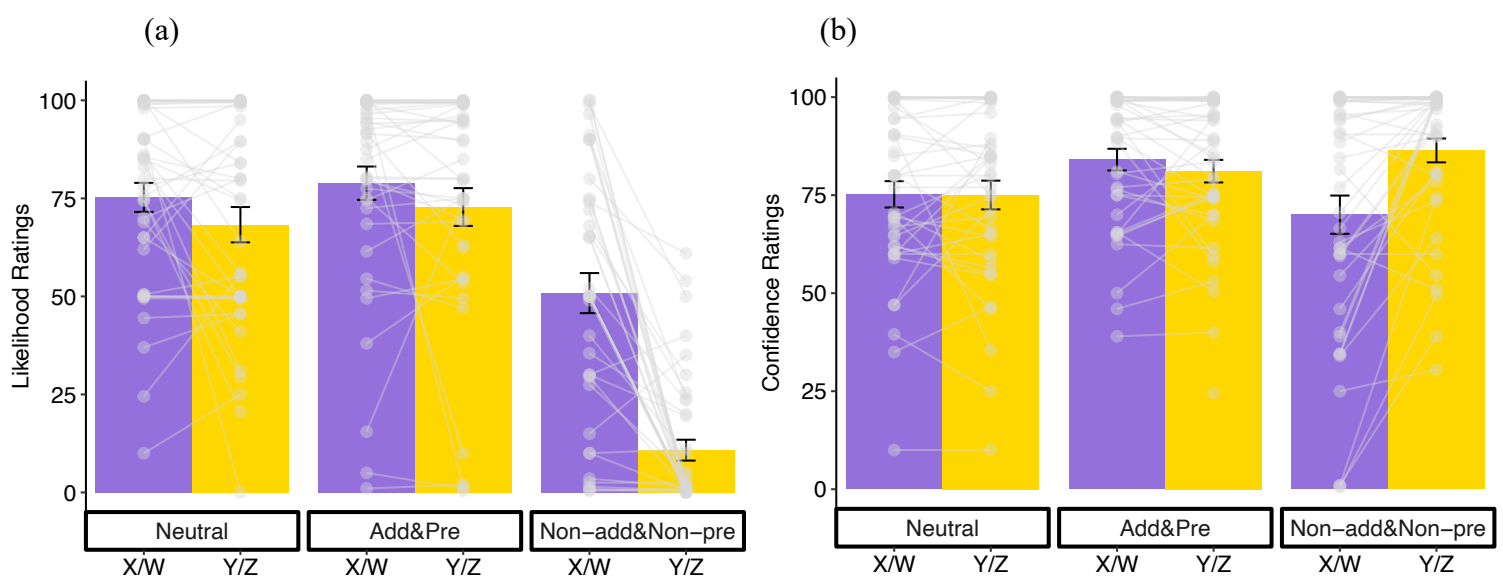 (a)
Likelihood Ratings
100
75
50
25
0
Neutral
Add&Pre
Non−add&Non−pre
X/W
Y/Z
X/W
Y/Z
X/W
Y/Z
(b)
Confidence Ratings
100
75
50
25
0
Neutral
Add&Pre
Non−add&Non−pre
X/W
Y/Z
X/W
Y/Z
X/W
Y/Z